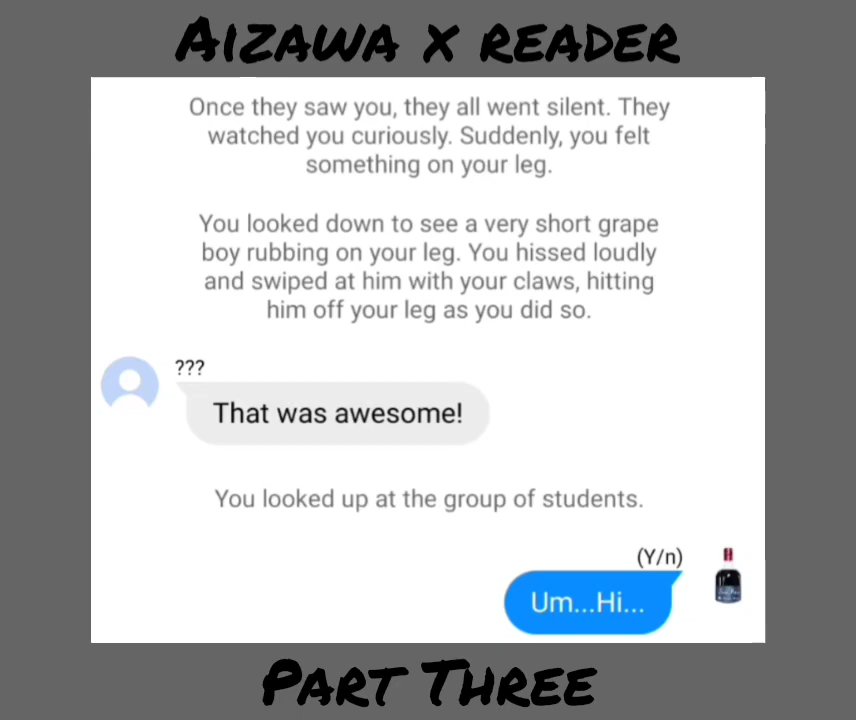 AIZAWA X READER
Once they saw you, they all went silent. They
watched you curiously. Suddenly, you felt
something on your leg.
You looked down to see a very short grape
boy rubbing on your leg. You hissed loudly
and swiped at him with your claws, hitting
him off your leg as you did so.
???
That was awesome!
You looked up at the group of students.
(Y/n)
Um...Hi...
PART THREE